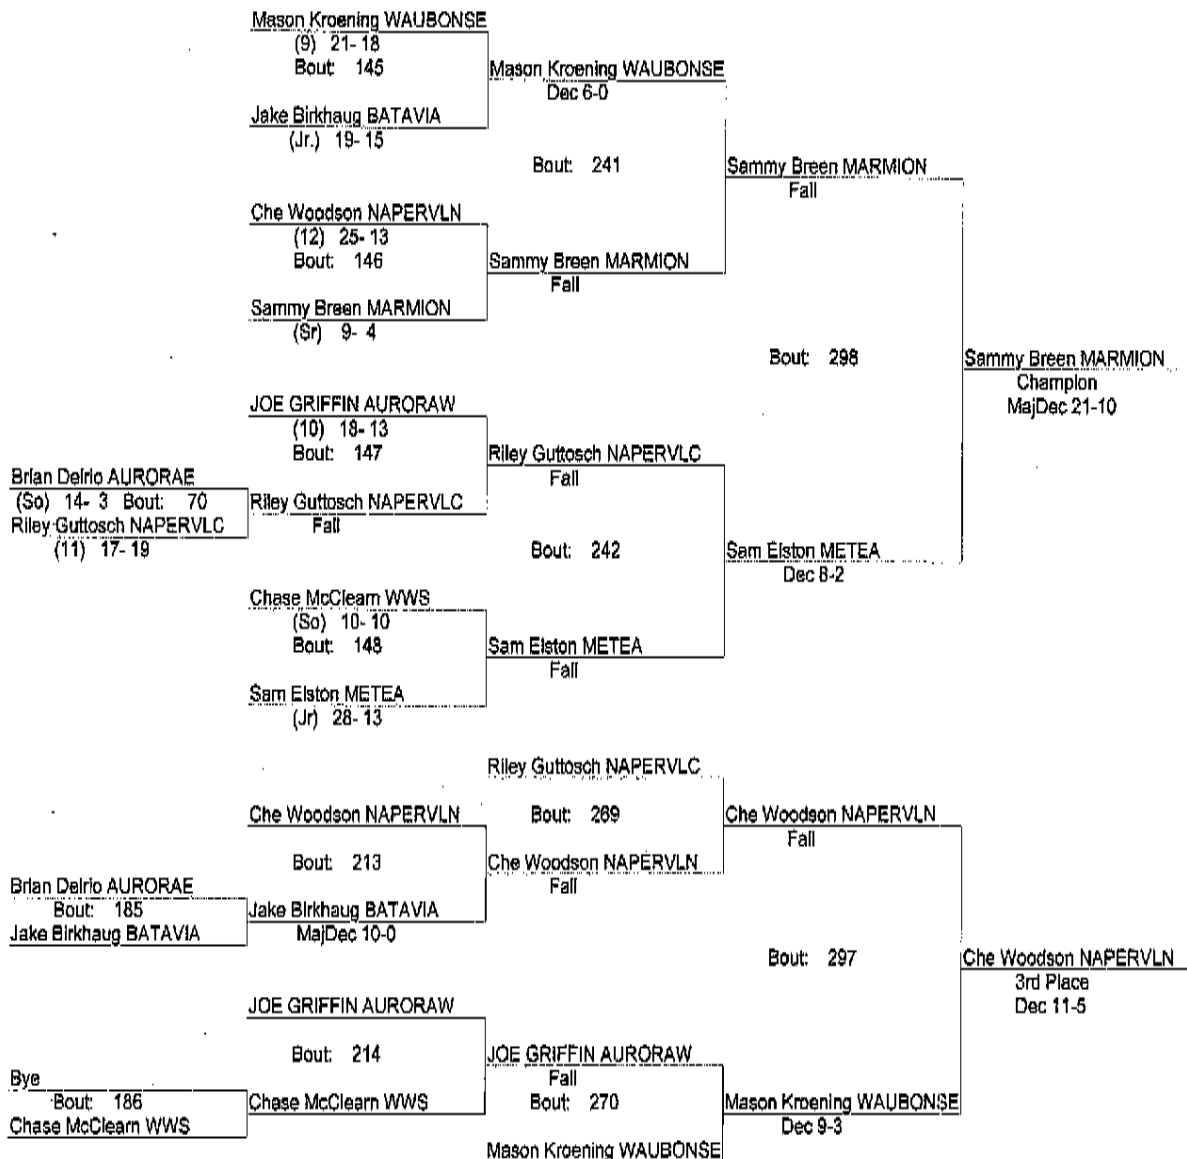 Mason Kroening WAUBONSE
(9) 21- 18
Bout: 145
Mason Kroening WAUBONSE
Dec 6-0
Jake Birkhaug BATAVIA
(Jr.) 19- 15
Bout: 241
Sammy Breen MARMION
Fall
Che Woodson NAPERVLN
(12) 25- 13
Bout: 146
Sammy Breen MARMION
Fall
Sammy Breen MARMION
(Sr) 9- 4
Bout: 298
Sammy Breen MARMION
Champion
MajDec 21-10
JOE GRIFFIN AURORAW
(10) 18- 13
Bout: 147
Riley Guttosch NAPERVLC
Fall
Brian Delrio AURORAE
(So) 14- 3 Bout: 70
Riley Guttosch NAPERVLC
(11) 17- 19
Riley Guttosch NAPERVLC
Fall
Bout: 242
Sam Elston METEA
Dec 8-2
Chase McClearn WWS
(So) 10- 10
Bout: 148
Sam Elston METEA
Fall
Sam Elston METEA
(Jr) 28- 13
Riley Guttosch NAPERVLC
Che Woodson NAPERVLN
Bout: 269
Che Woodson NAPERVLN
Fall
Bout: 213
Che Woodson NAPERVLN
Fall
Brian Delrio AURORAE
Bout: 185
Jake Birkhaug BATAVIA
Jake Birkhaug BATAVIA
MajDec 10-0
Bout: 297
Che Woodson NAPERVLN
3rd Place
Dec 11-5
JOE GRIFFIN AURORAW
Bout: 214
JOE GRIFFIN AURORAW
Fall
Bye
Bout: 186
Chase McClearn WWS
Chase McClearn WWS
Bout: 270
Mason Kroening WAUBONSE
Dec 9-3
Mason Kroening WAUBONSE